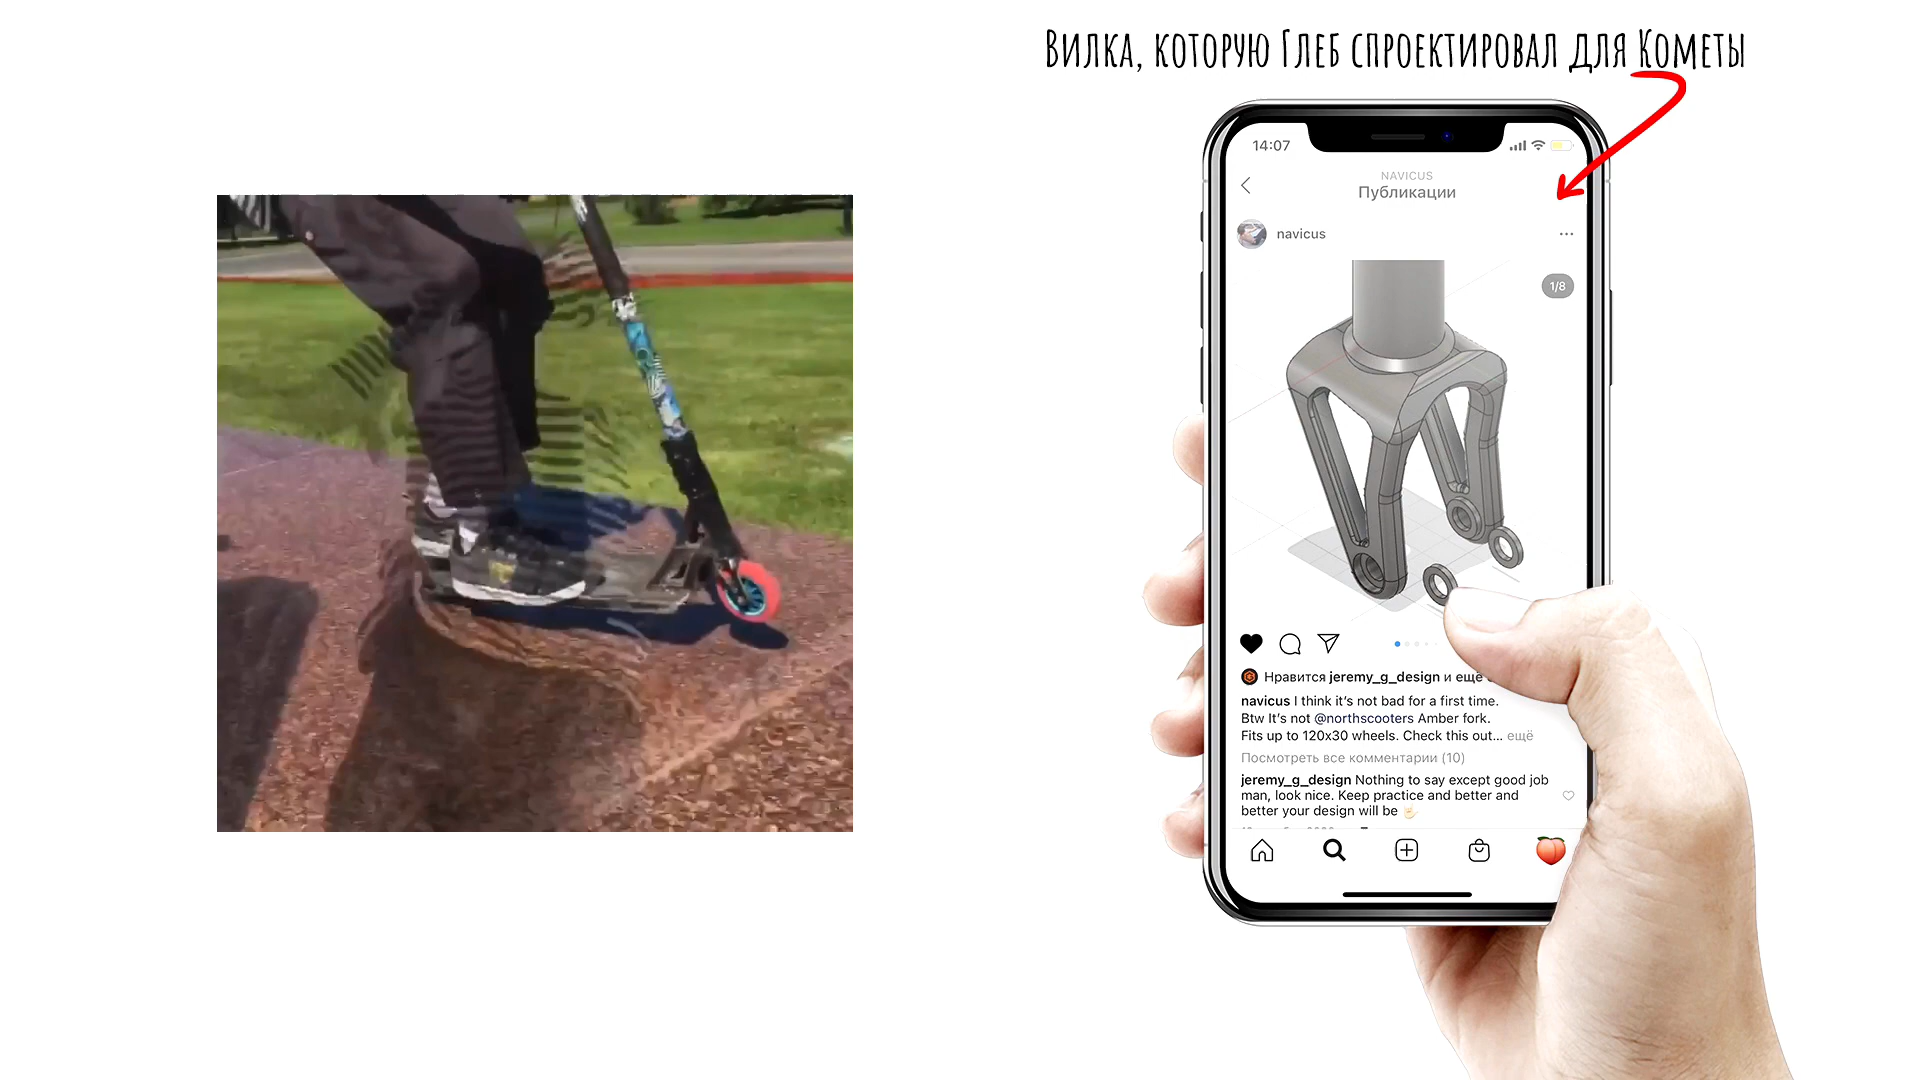 Вилка, которую Глеб спроектировал для Кометы
14:07
NAVICUS
Публикации
navicus
1/8
Нравится jeremy_g_design и ещё
navicus I think it's not bad for a first time.
Btw It's not @northscooters Amber fork.
Fits up to 120x30 wheels. Check this out... ещё
Посмотреть все комментарии (10)
jeremy_g_design Nothing to say except good job
man, look nice. Keep practice and better and
better your design will be